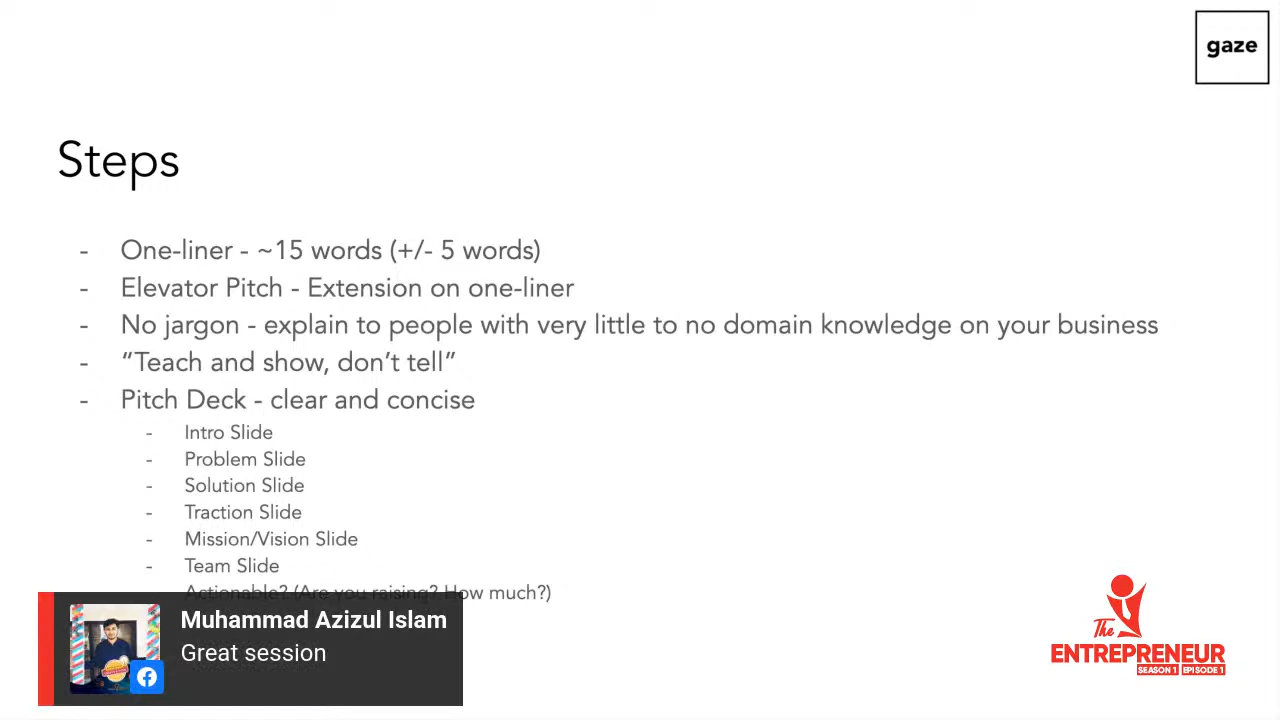 gaze
Steps
- One-liner - ~15 words (+/- 5 words)
- Elevator Pitch - Extension on one-liner
- No jargon - explain to people with very little to no domain knowledge on your business
- “Teach and show, don’t tell”
- Pitch Deck - clear and concise
- Intro Slide
- Problem Slide
- Solution Slide
- Traction Slide
- Mission/Vision Slide
- Team Slide
Actionable? (Are you raising? How much?)
Muhammad Azizul Islam
Great session
The
ENTREPRENEUR
SEASON 1 EPISODE 1